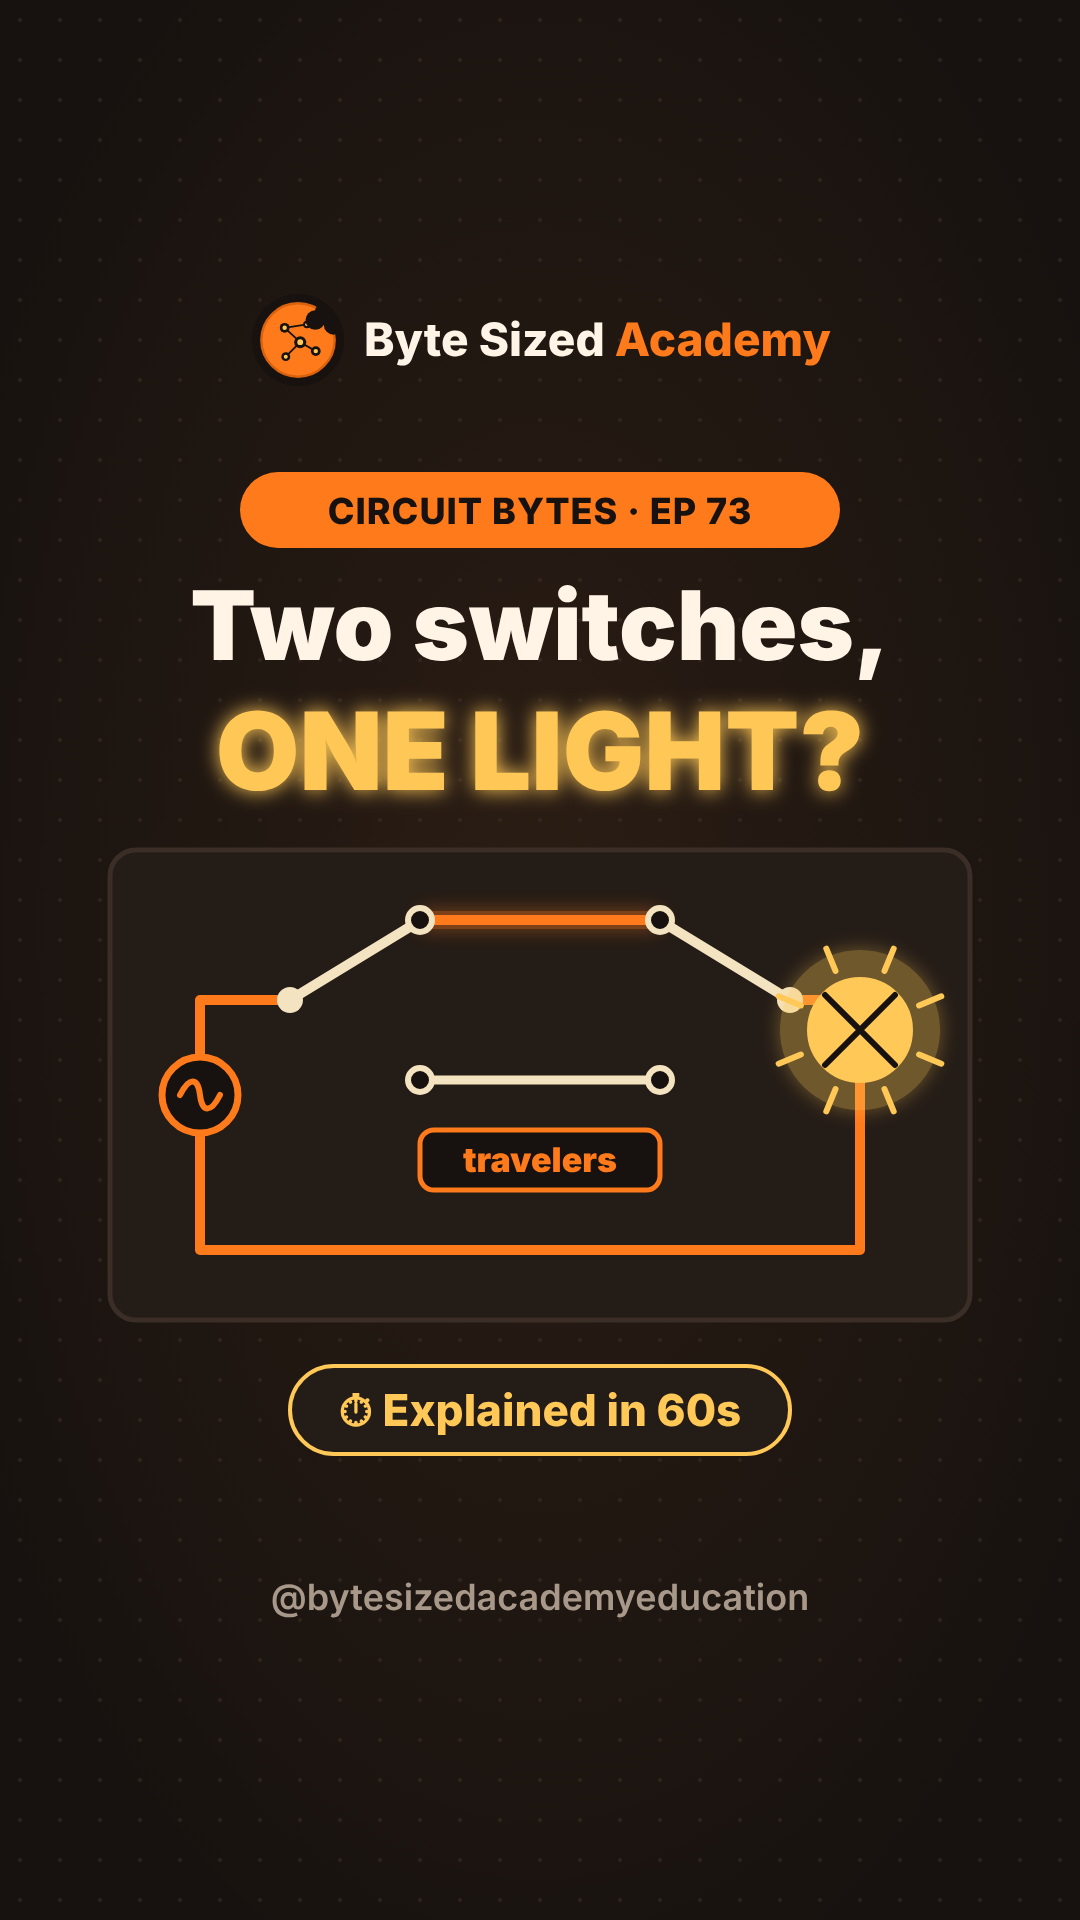 Byte Sized Academy
CIRCUIT BYTES · EP 73
Two switches,
ONE LIGHT?
travelers
⏱ Explained in 60s
@bytesizedacademyeducation